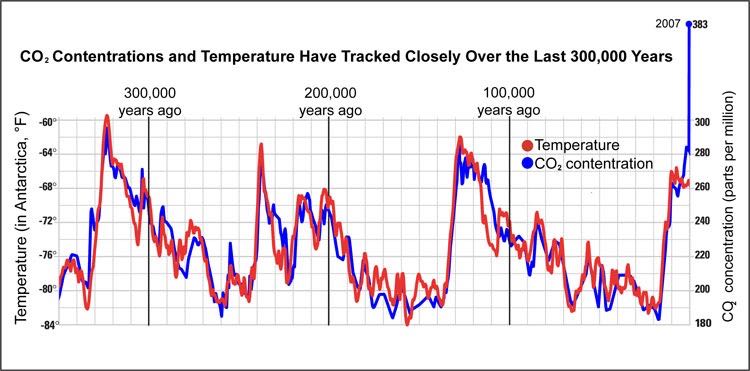 2007 383
CO₂ Concentrations and Temperature Have Tracked Closely Over the Last 300,000 Years
300,000
years ago
200,000
years ago
100,000
years ago
-60°
-64°
-68°
-72°
-76°
-80°
-84°
Temperature (in Antarctica, °F)
Temperature
CO₂ contentration
300
280
260
240
220
200
180
CO₂ concentration (parts per million)